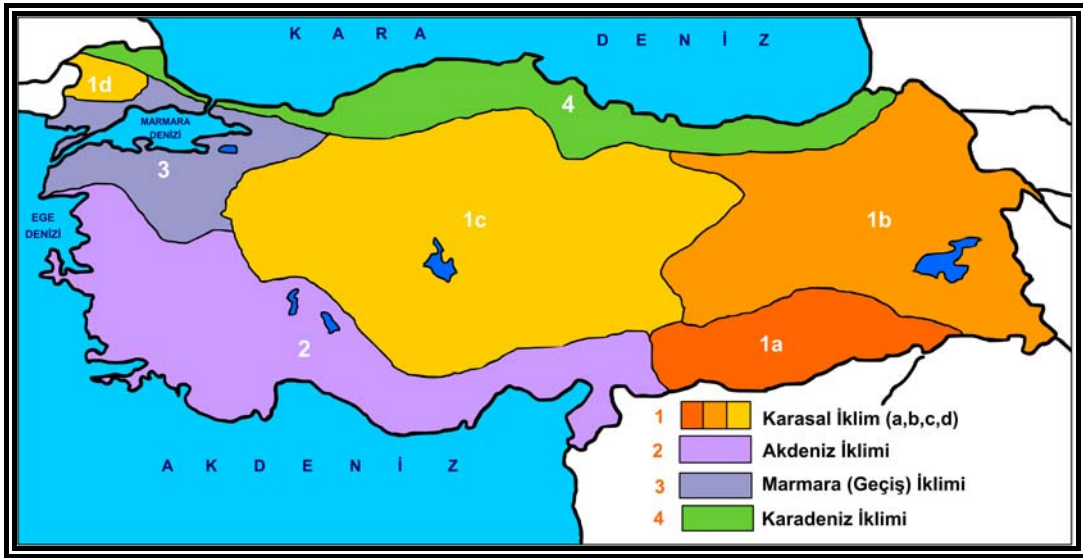 K A R A D E N İ Z
1d
4
MARMARA
DENİZİ
3
EGE
DENİZİ
1c
1b
2
1a
A K D E N İ Z
1 Karasal İklim (a,b,c,d)
2 Akdeniz İklimi
3 Marmara (Geçiş) İklimi
4 Karadeniz İklimi